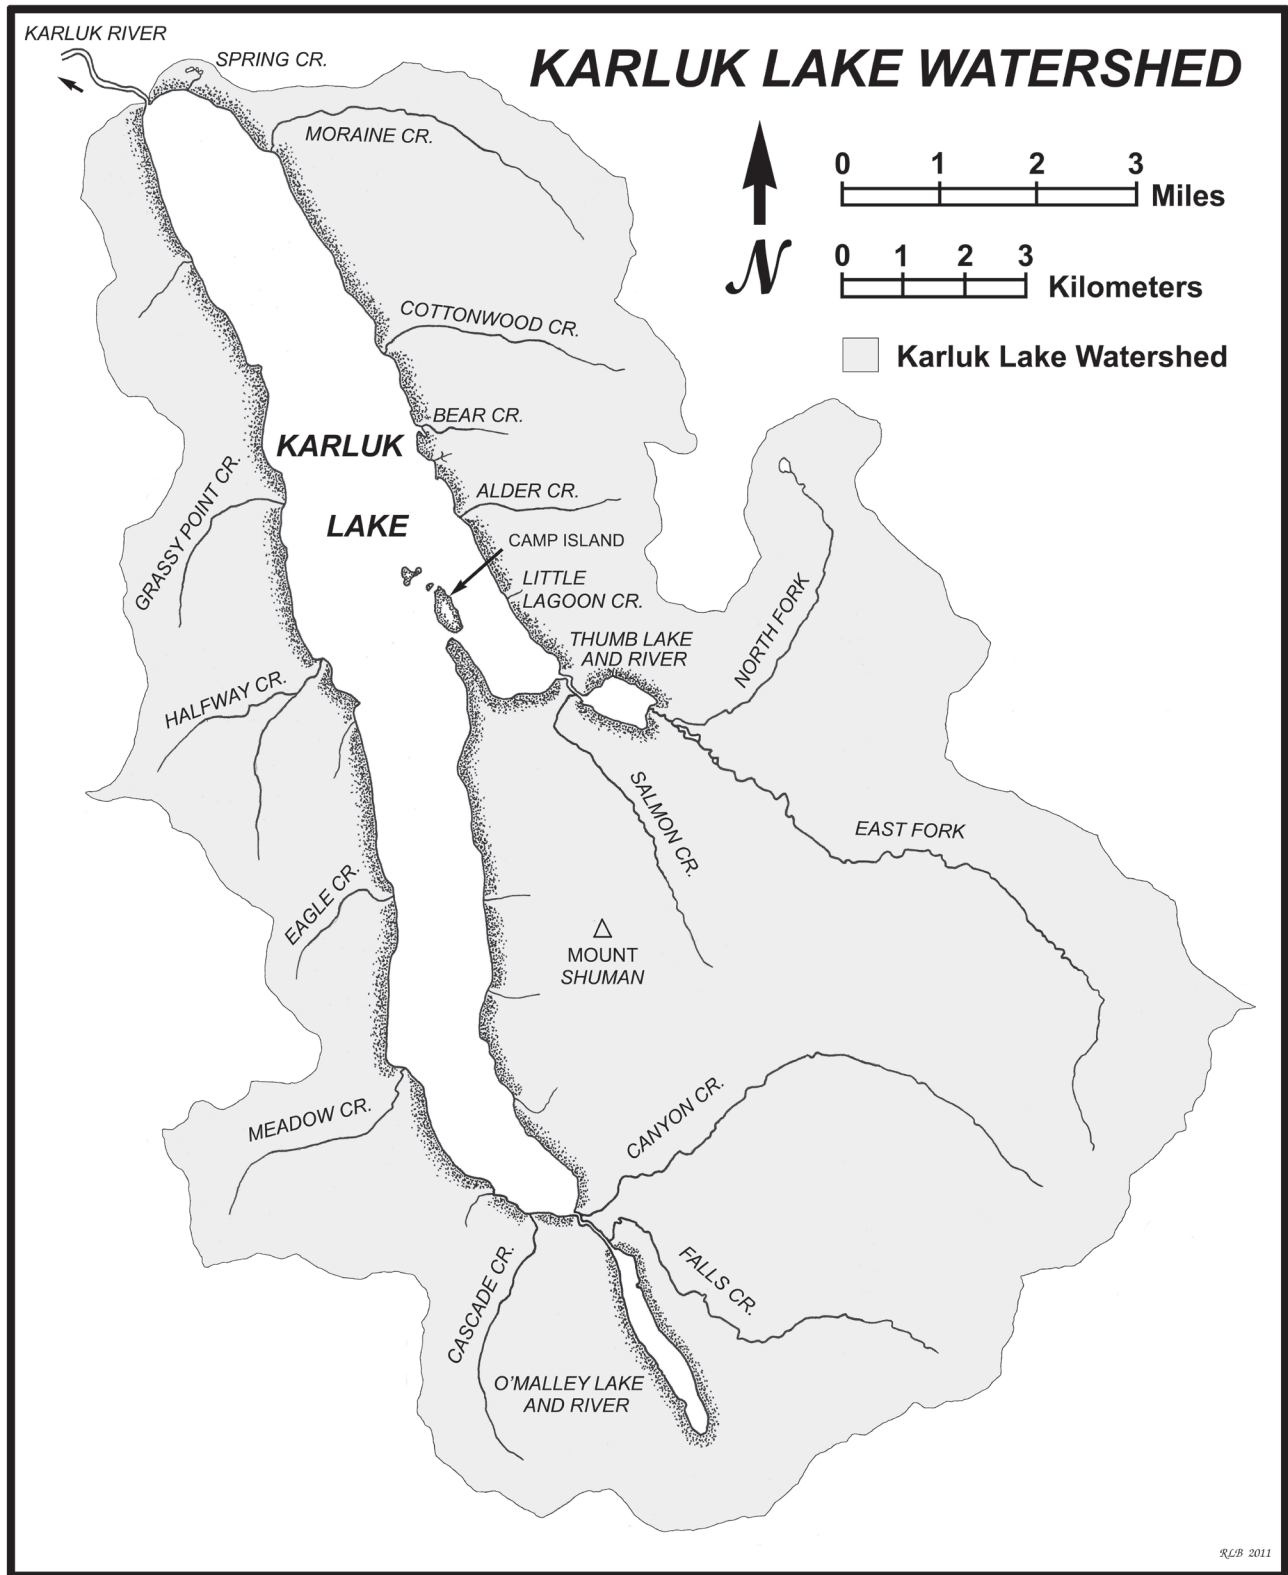 KARLUK RIVER
SPRING CR.
KARLUK LAKE WATERSHED
MORAINE CR.
0 1 2 3
Miles
N
0 1 2 3
Kilometers
COTTONWOOD CR.
Karluk Lake Watershed
BEAR CR.
KARLUK
LAKE
GRASSY POINT CR.
ALDER CR.
CAMP ISLAND
LITTLE
LAGOON CR.
THUMB LAKE
AND RIVER
NORTH FORK
HALFWAY CR.
SALMON CR.
EAST FORK
EAGLE CR.
MOUNT
SHUMAN
MEADOW CR.
CANYON CR.
CASCADE CR.
FALLS CR.
O'MALLEY LAKE
AND RIVER
RLB 2011